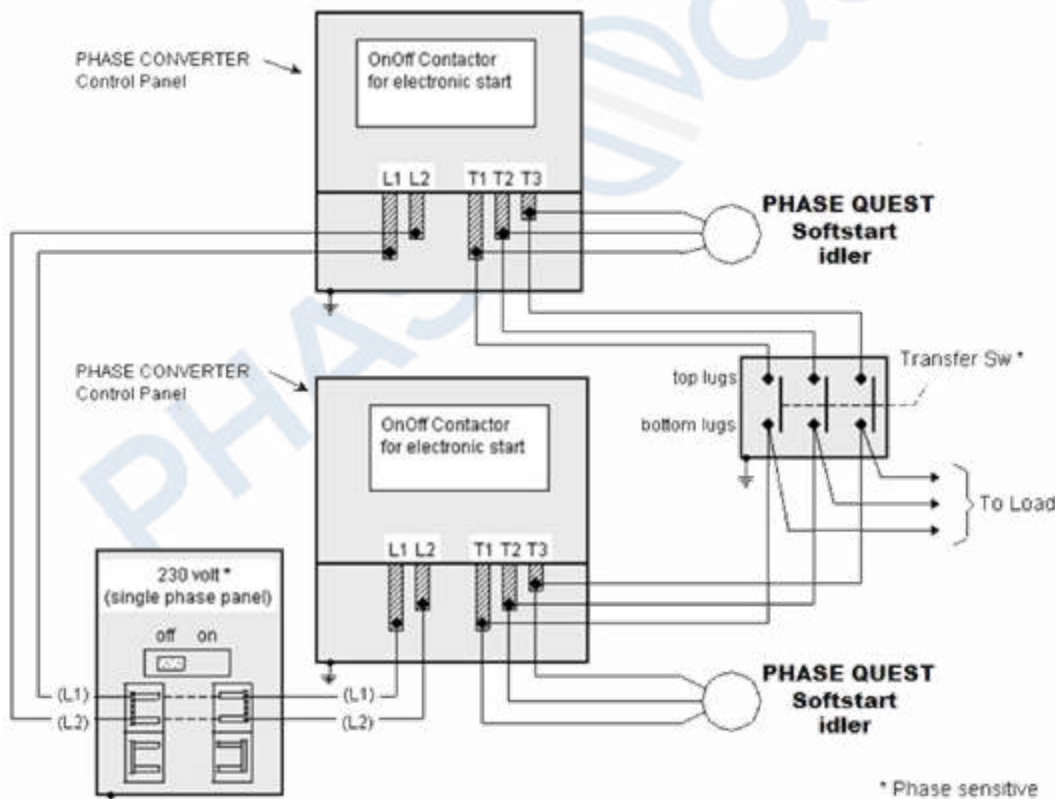 PHASE CONVERTER
Control Panel
OnOff Contactor
for electronic start
L1 L2 T1 T2 T3
PHASE QUEST
Softstart
idler
Transfer Sw *
top lugs
bottom lugs
To Load
PHASE CONVERTER
Control Panel
OnOff Contactor
for electronic start
L1 L2 T1 T2 T3
230 volt *
(single phase panel)
off on
(L1)
(L2)
(L1)
(L2)
PHASE QUEST
Softstart
idler
* Phase sensitive